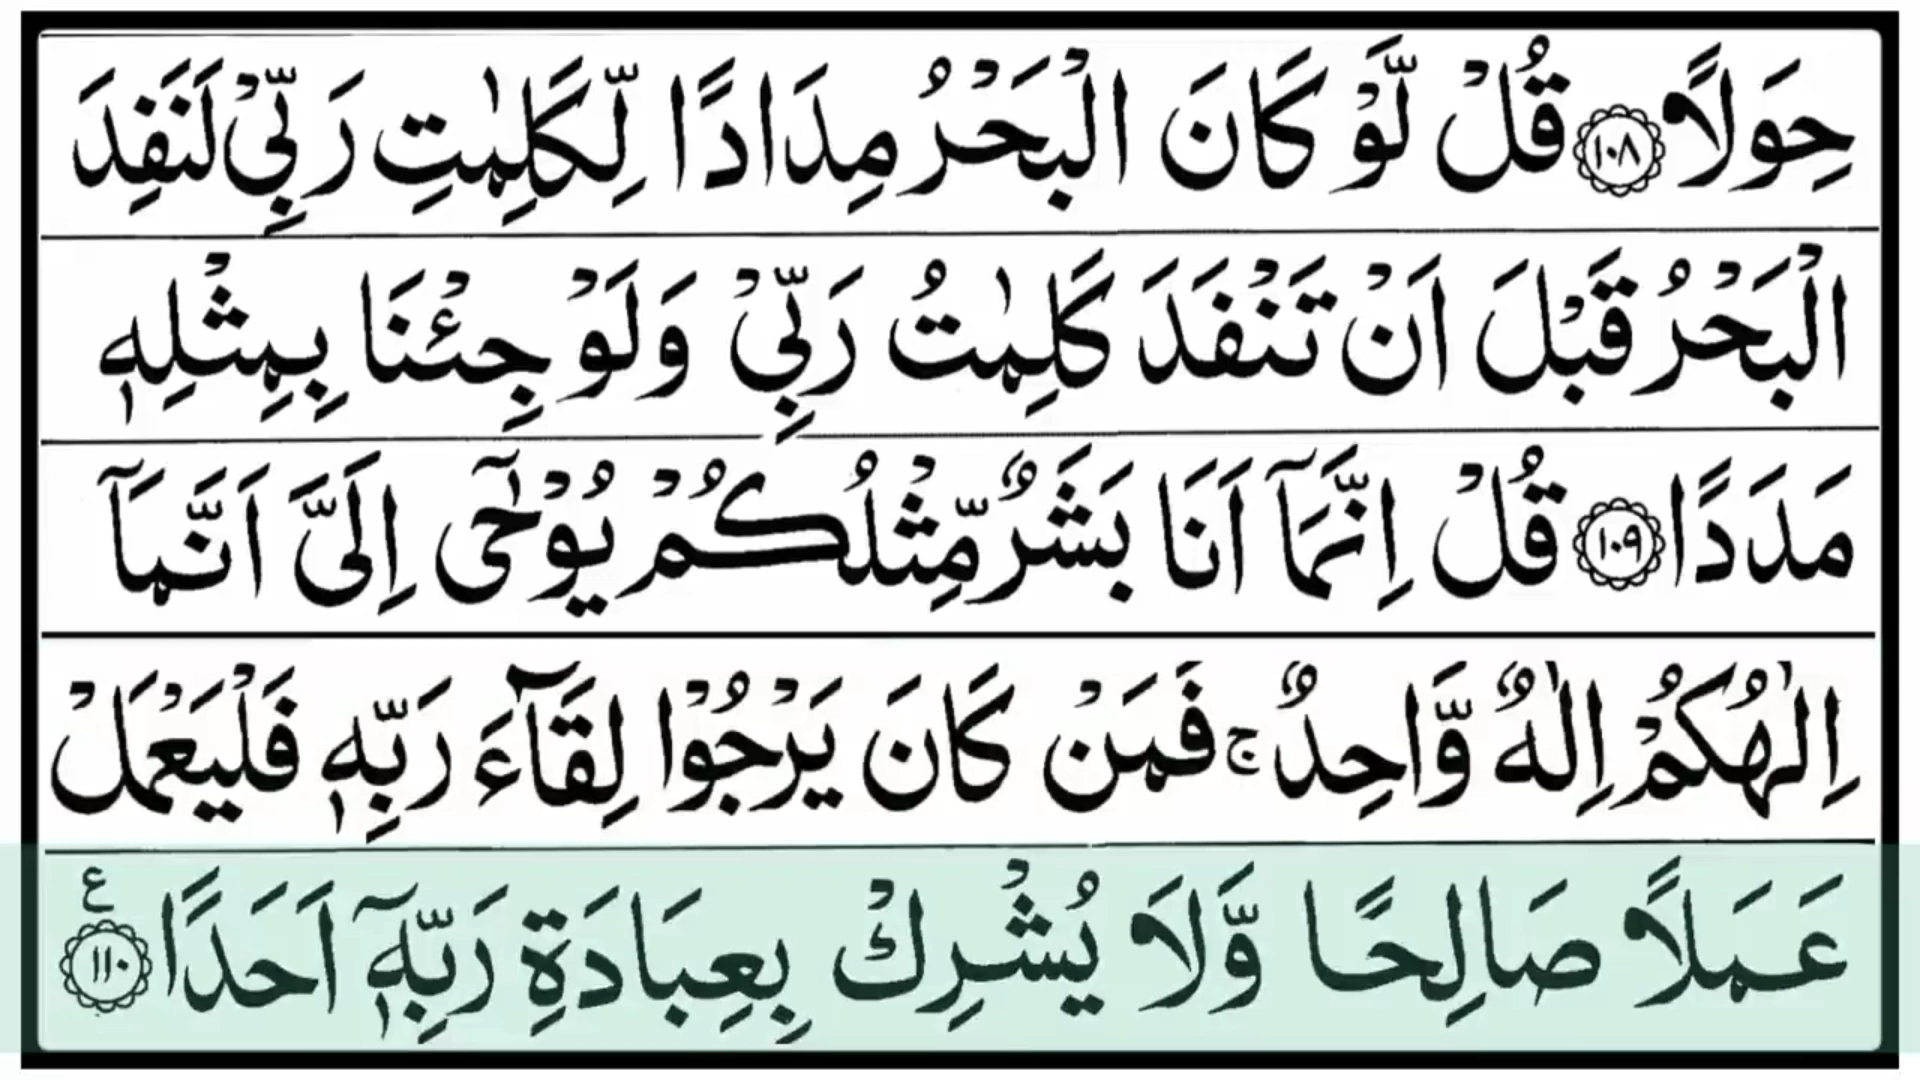 حِوَلًا ١٠٨ قُلْ لَّوْ كَانَ الْبَحْرُ مِدَادًا لِّكَلِمٰتِ رَبِّيْ لَنَفِدَ
الْبَحْرُ قَبْلَ اَنْ تَنْفَدَ كَلِمٰتُ رَبِّيْ وَلَوْ جِئْنَا بِمِثْلِهٖ
مَدَدًا ١٠٩ قُلْ اِنَّمَآ اَنَا بَشَرٌ مِّثْلُكُمْ يُوْحٰٓى اِلَيَّ اَنَّمَآ
اِلٰهُكُمْ اِلٰهٌ وَّاحِدٌ ۚ فَمَنْ كَانَ يَرْجُوْا لِقَآءَ رَبِّهٖ فَلْيَعْمَلْ
عَمَلًا صَالِحًا وَّلَا يُشْرِكْ بِعِبَادَةِ رَبِّهٖٓ اَحَدًا ١١٠ ع